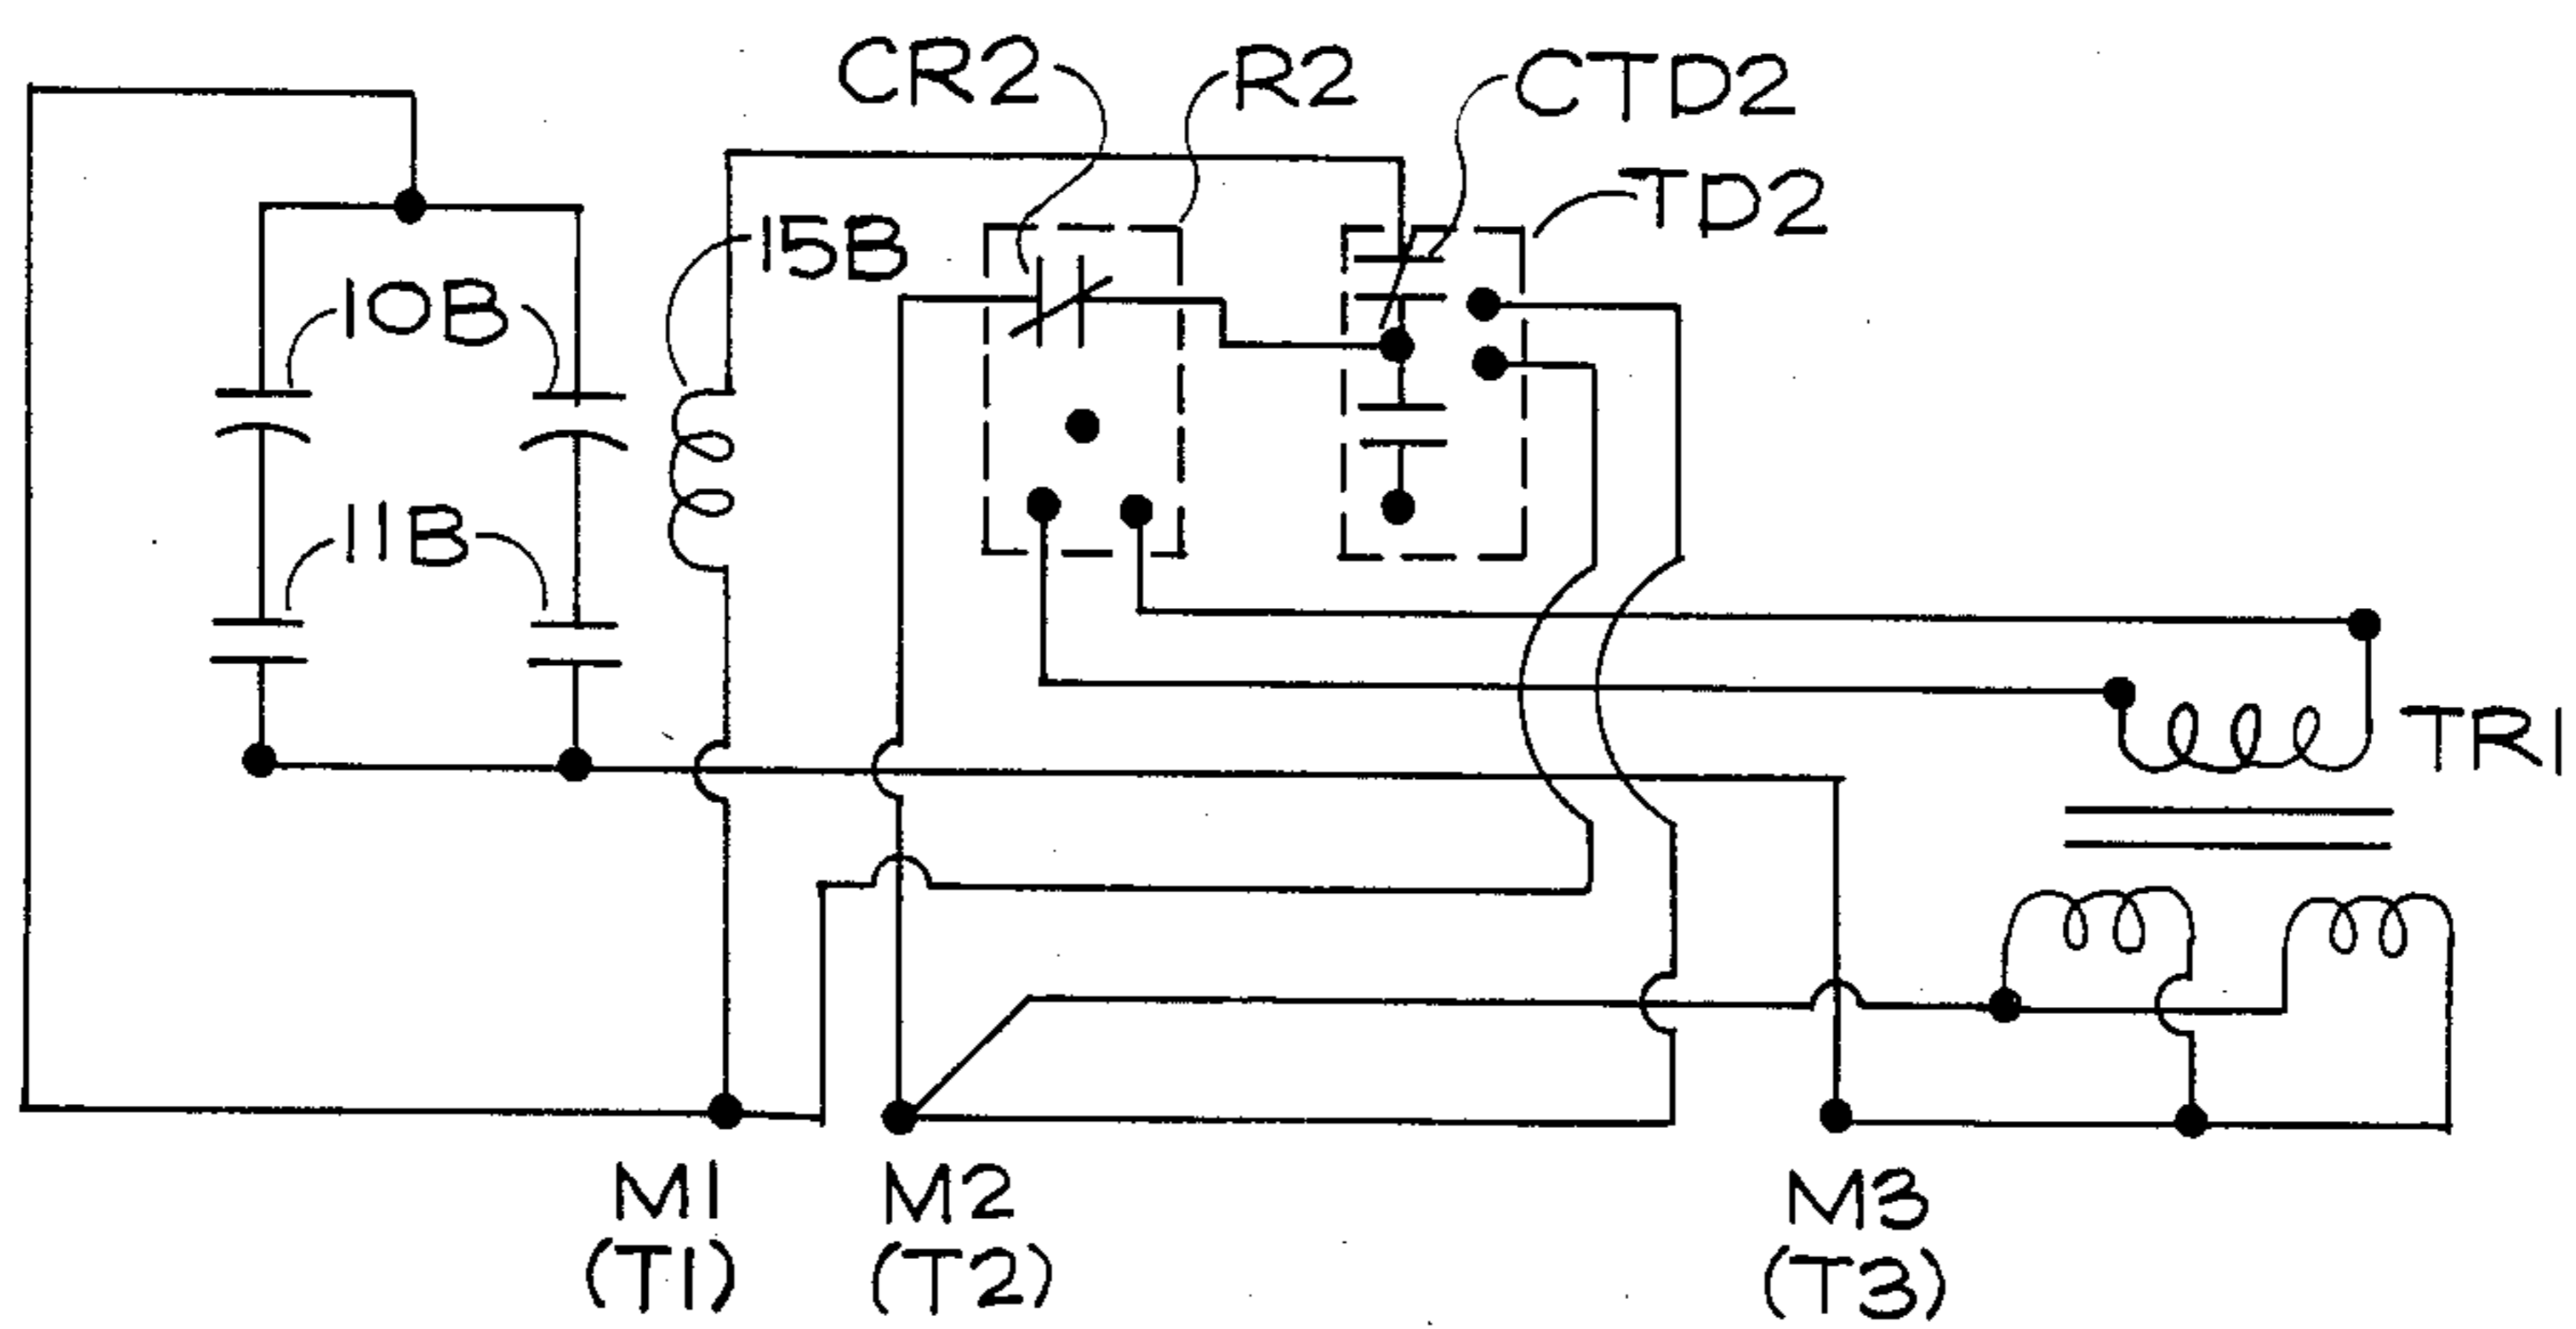 CR2
R2
CTD2
TD2
15B
10B
11B
TR1
M1
(T1)
M2
(T2)
M3
(T3)